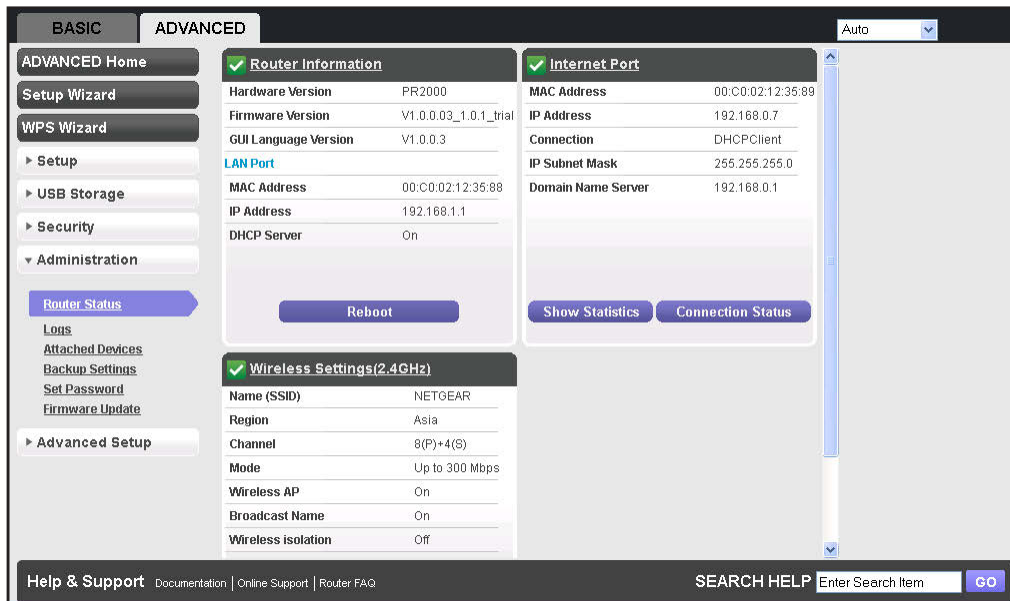 BASIC
ADVANCED
Auto
ADVANCED Home
Setup Wizard
WPS Wizard
Setup
USB Storage
Security
Administration
Router Status
Logs
Attached Devices
Backup Settings
Set Password
Firmware Update
Advanced Setup
Router Information
Hardware Version PR2000
Firmware Version V1.0.0.03_1.0.1_trial
GUI Language Version V1.0.0.3
LAN Port
MAC Address 00:C0:02:12:35:88
IP Address 192.168.1.1
DHCP Server On
Reboot
Internet Port
MAC Address 00:C0:02:12:35:89
IP Address 192.168.0.7
Connection DHCPClient
IP Subnet Mask 255.255.255.0
Domain Name Server 192.168.0.1
Show Statistics
Connection Status
Wireless Settings(2.4GHz)
Name (SSID) NETGEAR
Region Asia
Channel 8(P)+4(S)
Mode Up to 300 Mbps
Wireless AP On
Broadcast Name On
Wireless isolation Off
Help & Support Documentation | Online Support | Router FAQ
SEARCH HELP Enter Search Item GO